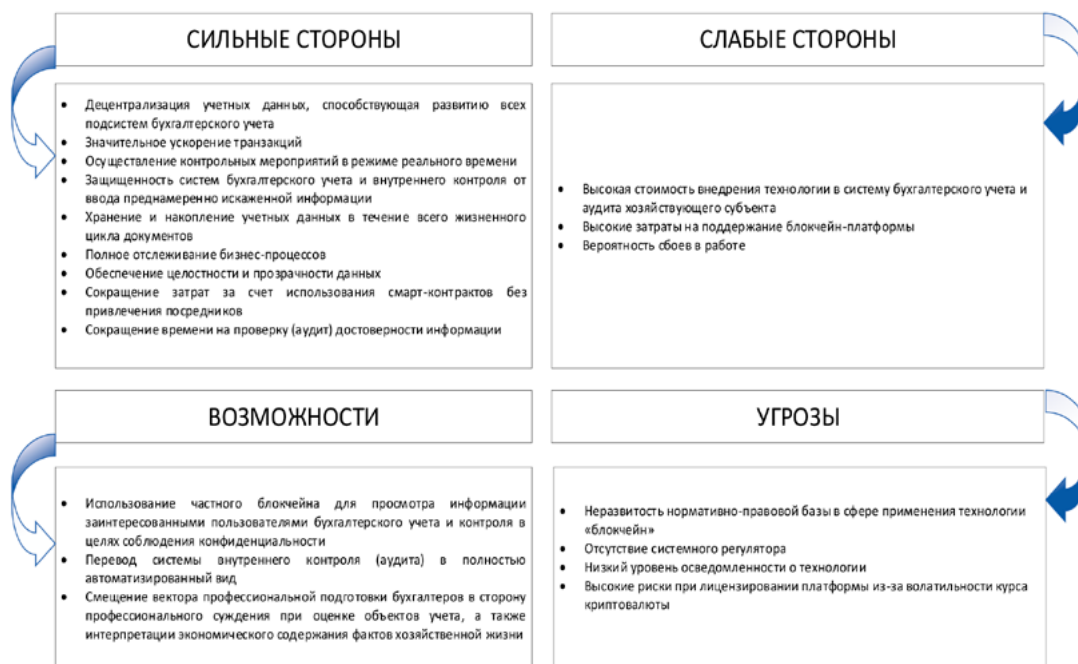 СИЛЬНЫЕ СТОРОНЫ
• Децентрализация учетных данных, способствующая развитию всех
подсистем бухгалтерского учета
• Значительное ускорение транзакций
• Осуществление контрольных мероприятий в режиме реального времени
• Защищенность систем бухгалтерского учета и внутреннего контроля от
ввода преднамеренно искаженной информации
• Хранение и накопление учетных данных в течение всего жизненного
цикла документов
• Полное отслеживание бизнес-процессов
• Обеспечение целостности и прозрачности данных
• Сокращение затрат за счет использования смарт-контрактов без
привлечения посредников
• Сокращение времени на проверку (аудит) достоверности информации
СЛАБЫЕ СТОРОНЫ
• Высокая стоимость внедрения технологии в систему бухгалтерского учета и
аудита хозяйствующего субъекта
• Высокие затраты на поддержание блокчейн-платформы
• Вероятность сбоев в работе
ВОЗМОЖНОСТИ
• Использование частного блокчейна для просмотра информации
заинтересованными пользователями бухгалтерского учета и контроля в
целях соблюдения конфиденциальности
• Перевод системы внутреннего контроля (аудита) в полностью
автоматизированный вид
• Смещение вектора профессиональной подготовки бухгалтеров в сторону
профессионального суждения при оценке объектов учета, а также
интерпретации экономического содержания фактов хозяйственной жизни
УГРОЗЫ
• Неразвитость нормативно-правовой базы в сфере применения технологии
«блокчейн»
• Отсутствие системного регулятора
• Низкий уровень осведомленности о технологии
• Высокие риски при лицензировании платформы из-за волатильности курса
криптовалюты